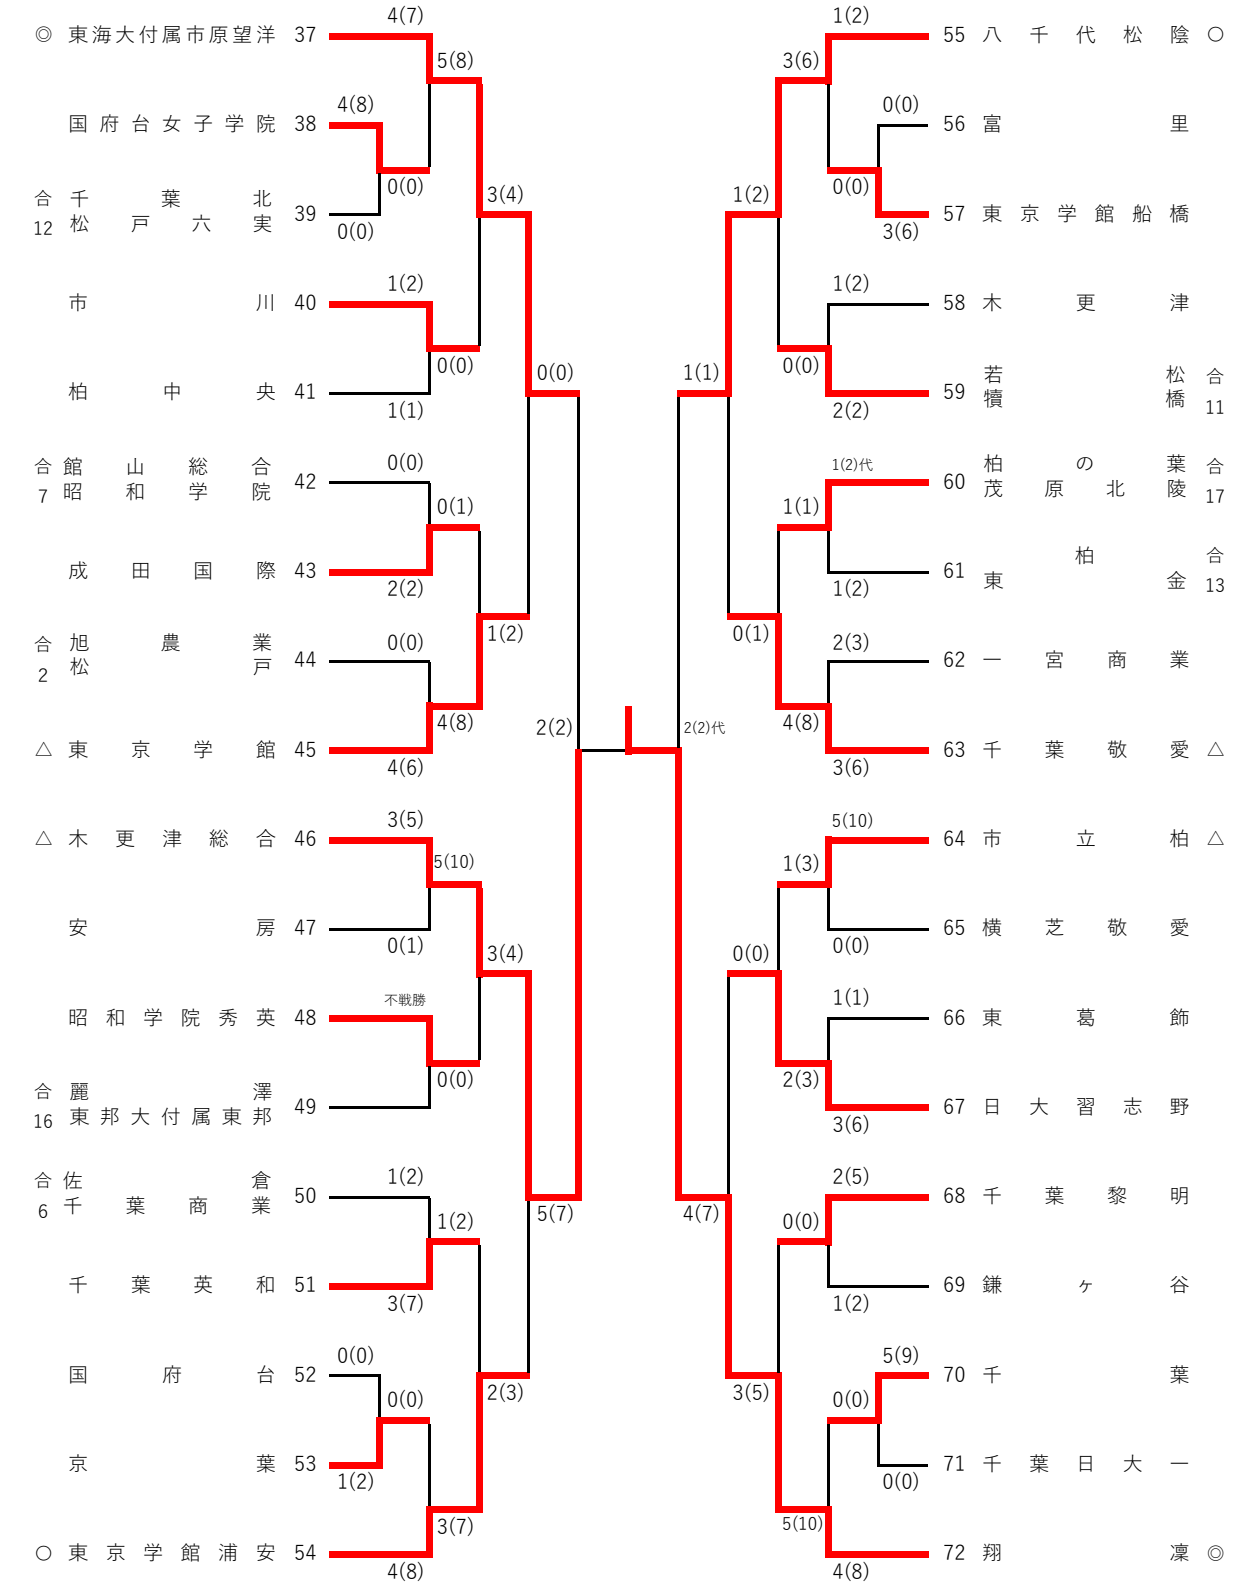 4(7)
◎ 東海大付属市原望洋 37
5(8)
4(8)
国府台女子学院 38
0(0)
合 千葉北
12 松戸六実 39
0(0)
3(4)
1(2)
市川 40
0(0)
柏中央 41
1(1)
0(0)
合 館山総合
7 昭和学院 42
0(0)
0(1)
成田国際 43
2(2)
合 旭農業
2 松戸 44
0(0)
1(2)
4(8)
△ 東京学館 45
4(6)
2(2)
△ 木更津総合 46
3(5)
5(10)
安房 47
0(1)
3(4)
不戦勝
昭和学院秀英 48
0(0)
合 麗澤
16 東邦大付属東邦 49
合 佐倉
6 千葉商業 50
1(2)
5(7)
1(2)
千葉英和 51
3(7)
0(0)
国府台 52
0(0)
2(3)
京葉 53
1(2)
3(7)
○ 東京学館浦安 54
4(8)
1(2)
55 八千代松陰 ○
3(6)
0(0)
56 富里
0(0)
57 東京学館船橋
3(6)
1(2)
1(2)
58 木更津
0(0)
59 若松 合
犢橋 11
2(2)
1(1)
1(2)代
60 柏の葉 合
茂原北陵 17
1(1)
61 柏 合
東金 13
1(2)
0(1)
2(3)
62 一宮商業
4(8)
63 千葉敬愛 △
3(6)
2(2)代
5(10)
64 市立柏 △
1(3)
65 横芝敬愛
0(0)
0(0)
1(1)
66 東葛飾
2(3)
67 日大習志野
3(6)
2(5)
68 千葉黎明
4(7)
0(0)
69 鎌ヶ谷
1(2)
5(9)
70 千葉
0(0)
3(5)
71 千葉日大一
0(0)
5(10)
72 翔凜 ◎
4(8)